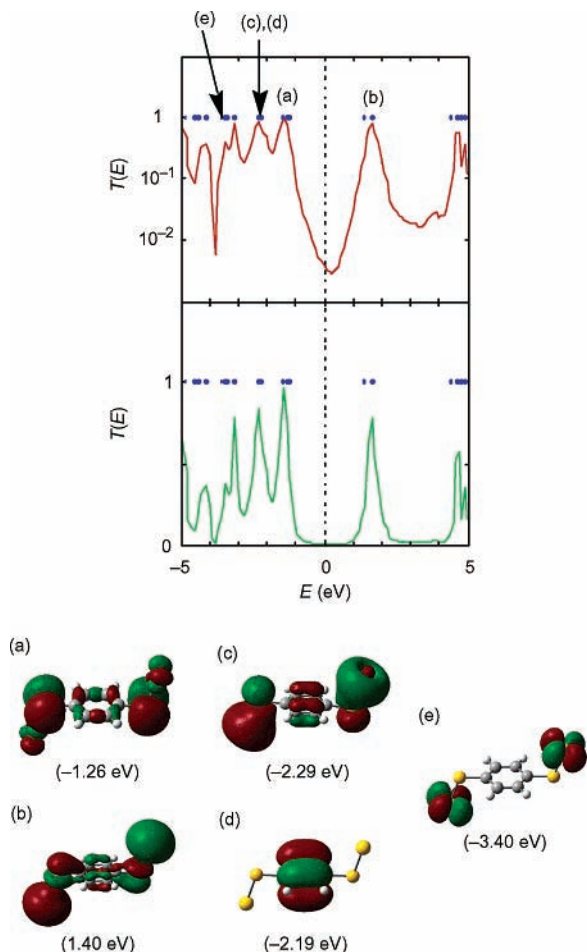 (e)
(c),(d)
(a)
(b)
1
10⁻¹
10⁻²
T(E)
1
T(E)
0
–5
0
5
E (eV)
(a)
(–1.26 eV)
(c)
(–2.29 eV)
(e)
(–3.40 eV)
(b)
(1.40 eV)
(d)
(–2.19 eV)